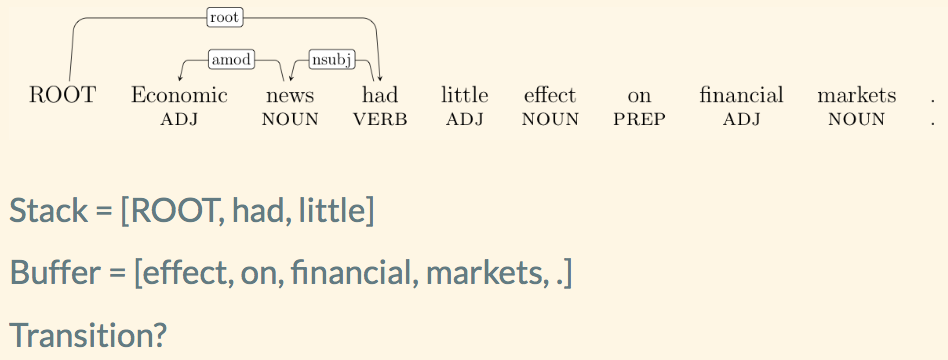 root
amod nsubj
ROOT Economic news had little effect on financial markets .
ADJ NOUN VERB ADJ NOUN PREP ADJ NOUN .
Stack = [ROOT, had, little]
Buffer = [effect, on, financial, markets, .]
Transition?